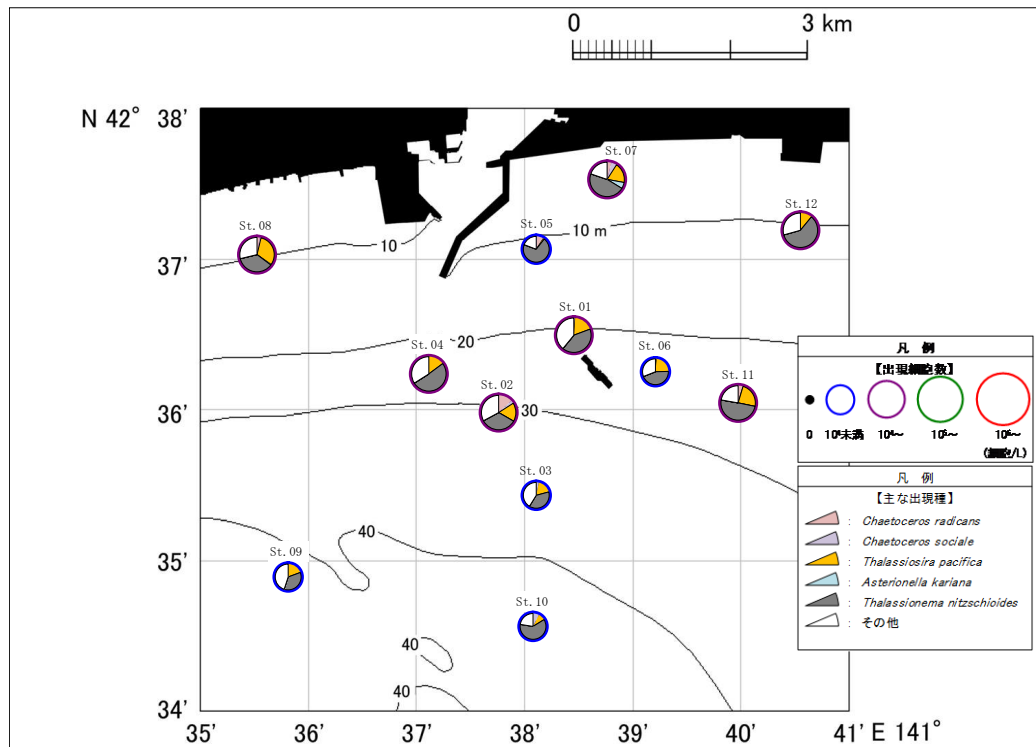 0 3 km
N 42° 38'
St.07
St.12
St.05
10 m
St.08
10
37'
St.01
20
St.04
St.06
St.02
St.11
36'
30
St.03
40
35'
St.09
St.10
40
40
34'
35' 36' 37' 38' 39' 40' 41' E 141°
凡 例
【出現細胞数】
0 10⁴未満 10⁴～ 10⁵～ 10⁶～
(細胞/L)
凡 例
【主な出現種】
: Chaetoceros radicans
: Chaetoceros sociale
: Thalassiosira pacifica
: Asterionella kariana
: Thalassionema nitzschioides
: その他